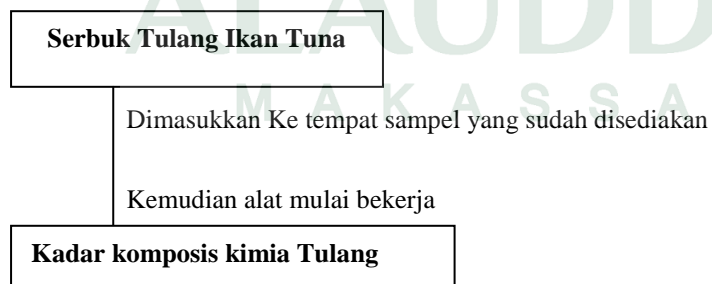 ALAUDD
Serbuk Tulang Ikan Tuna
MAKASSA
Dimasukkan Ke tempat sampel yang sudah disediakan
Kemudian alat mulai bekerja
Kadar komposis kimia Tulang